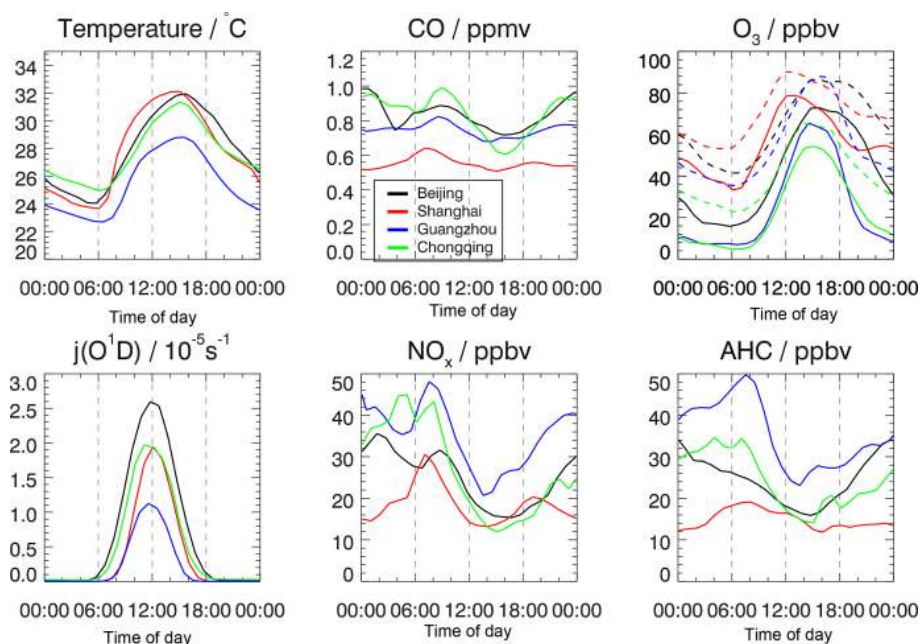 Temperature / °C
CO / ppmv
O3 / ppbv
34
32
30
28
26
24
22
20
1.2
1.0
0.8
0.6
0.4
0.2
0.0
100
80
60
40
20
0
Beijing
Shanghai
Guangzhou
Chongqing
00:00 06:00 12:00 18:00 00:00
00:00 06:00 12:00 18:00 00:00
00:00 06:00 12:00 18:00 00:00
Time of day
Time of day
Time of day
j(O1D) / 10-5s-1
NOx / ppbv
AHC / ppbv
2.5
2.0
1.5
1.0
0.5
0.0
50
40
30
20
10
0
50
40
30
20
10
0
00:00 06:00 12:00 18:00 00:00
00:00 06:00 12:00 18:00 00:00
00:00 06:00 12:00 18:00 00:00
Time of day
Time of day
Time of day